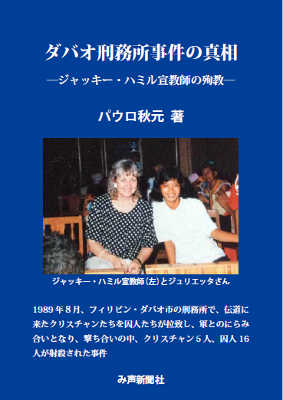 ダバオ刑務所事件の真相
―ジャッキー・ハミル宣教師の殉教―
パウロ秋元 著
ジャッキー・ハミル宣教師(左)とジュリエッタさん
1989年8月、フィリピン・ダバオ市の刑務所で、伝道に
来たクリスチャンたちを囚人たちが拉致し、軍とのにらみ
合いとなり、撃ち合いの中、クリスチャン5人、囚人16
人が射殺された事件
み声新聞社